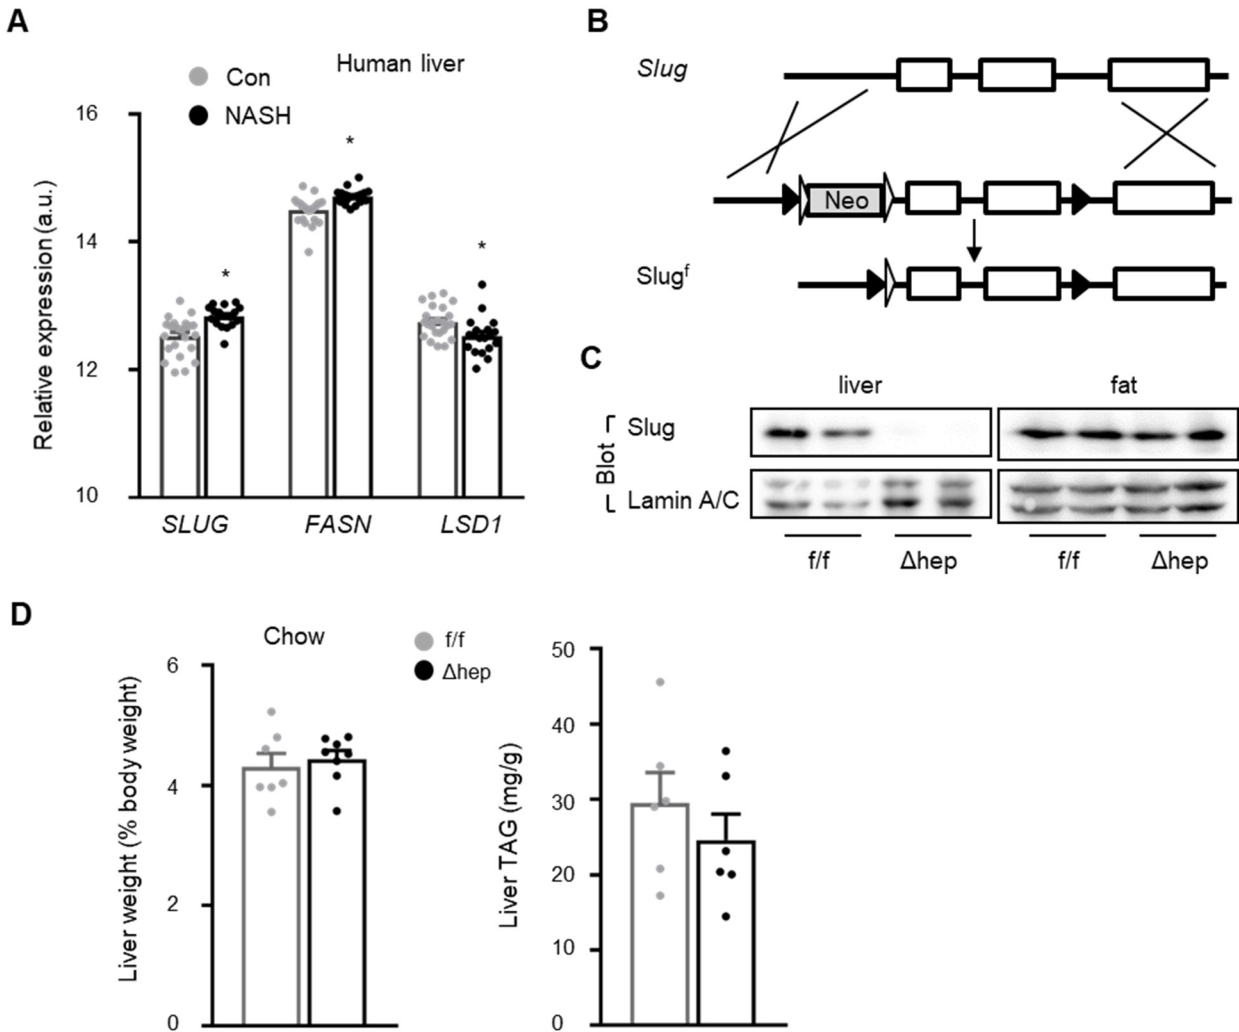 A
Human liver
Con
NASH
Relative expression (a.u.)
16
14
12
10
*
*
*
SLUG FASN LSD1
B
Slug
Neo
Slugf
C
liver fat
Blot
Slug
Lamin A/C
f/f Δhep f/f Δhep
D
Chow
f/f
Δhep
Liver weight (% body weight)
6
4
2
0
Liver TAG (mg/g)
50
40
30
20
10
0